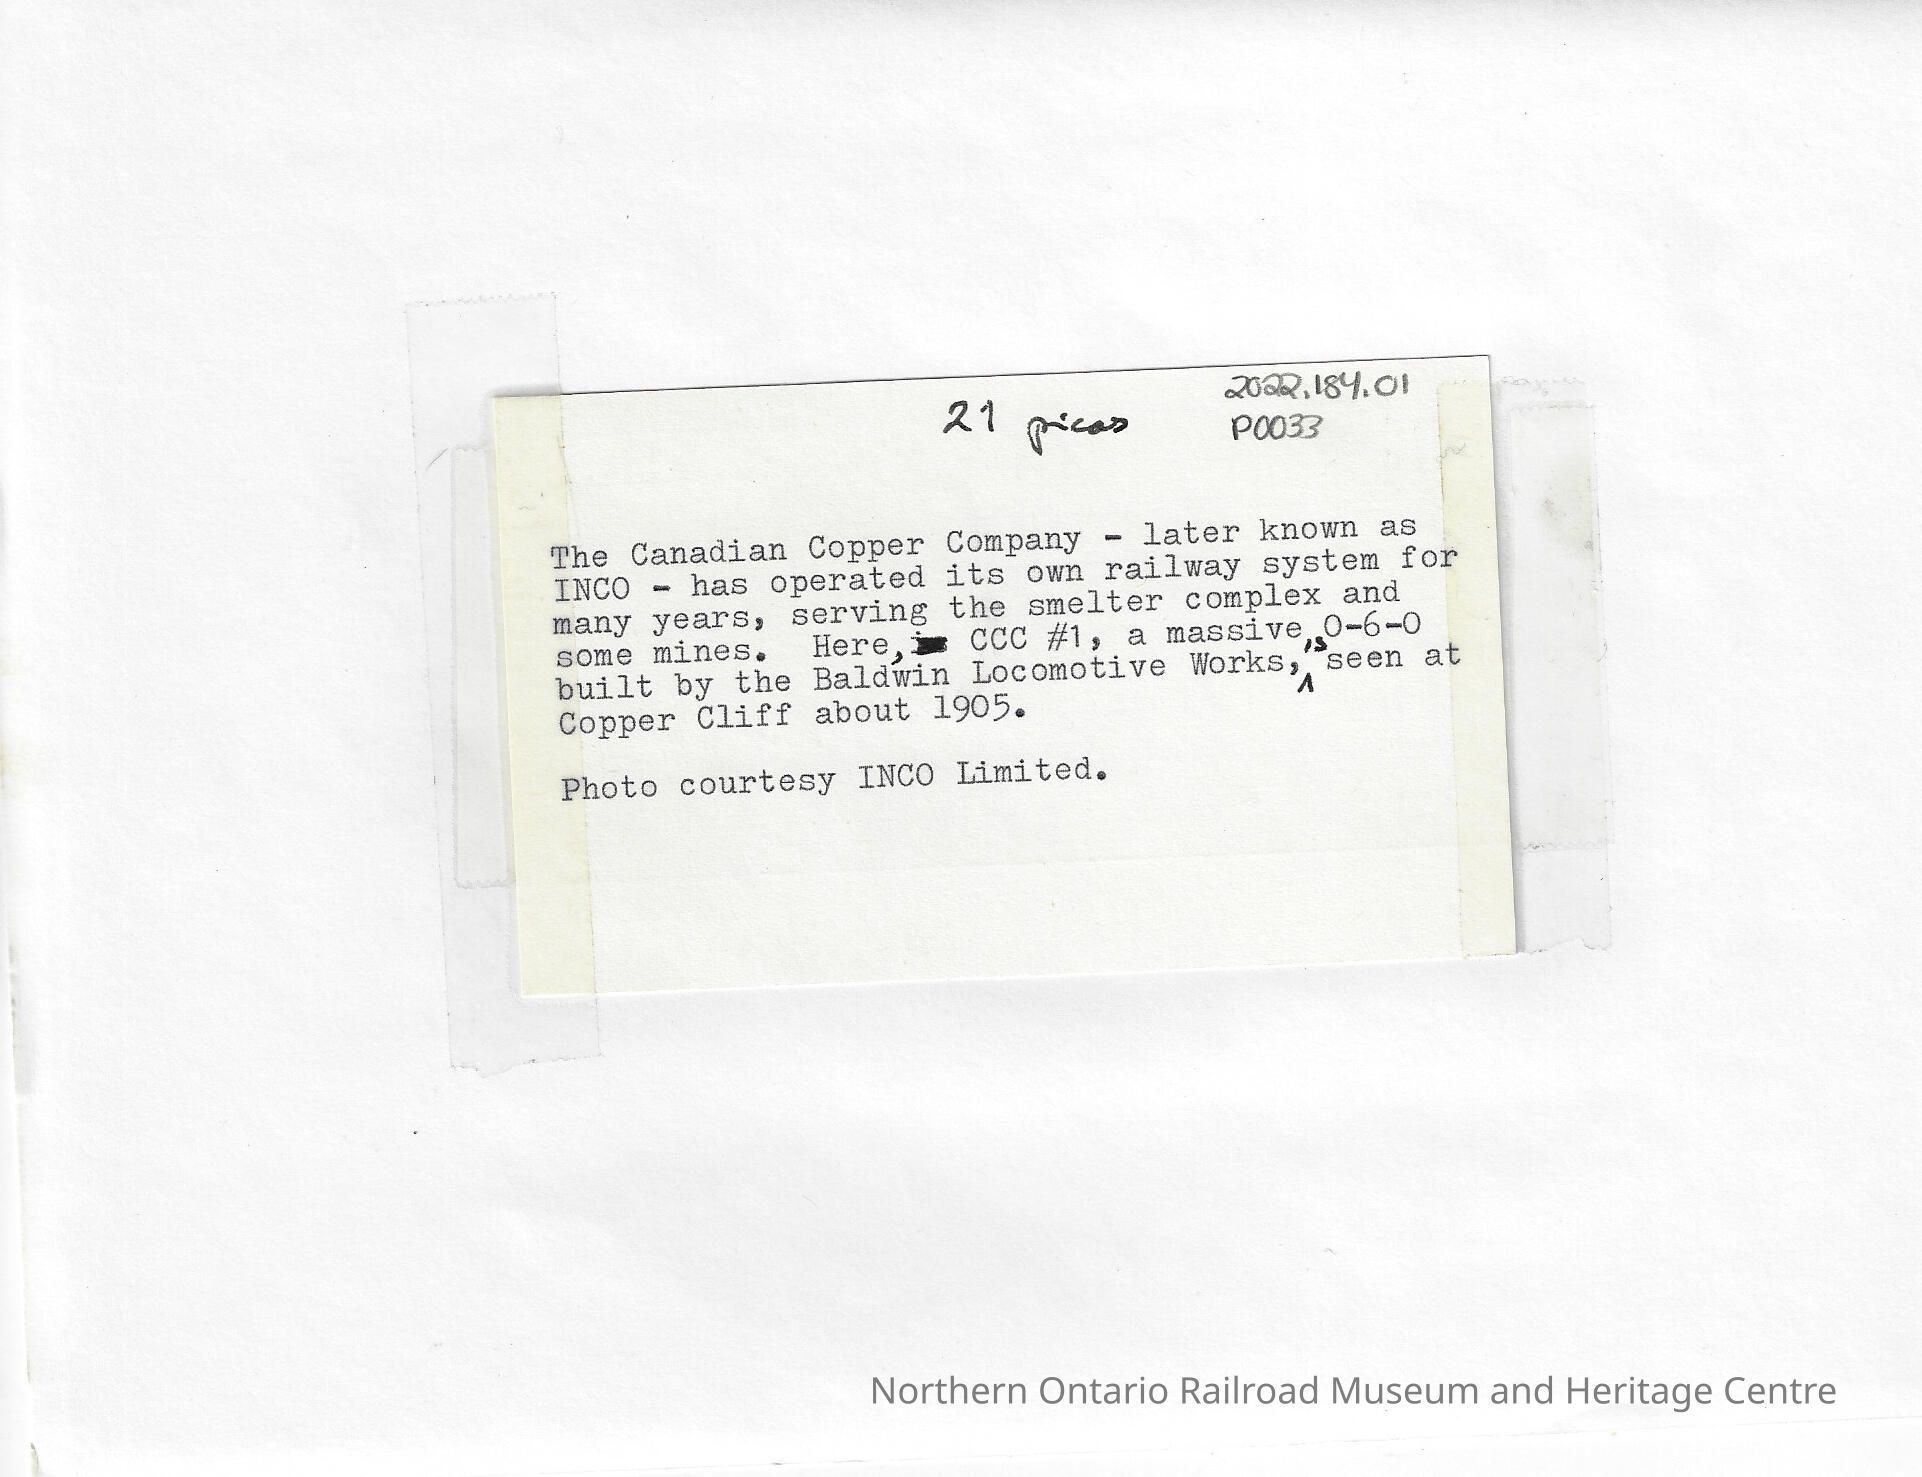 21 picas
2022.184.01
P0033
The Canadian Copper Company - later known as
INCO - has operated its own railway system for
many years, serving the smelter complex and
some mines.  Here, CCC #1, a massive, 0-6-0
built by the Baldwin Locomotive Works, is seen at
Copper Cliff about 1905.
Photo courtesy INCO Limited.
Northern Ontario Railroad Museum and Heritage Centre